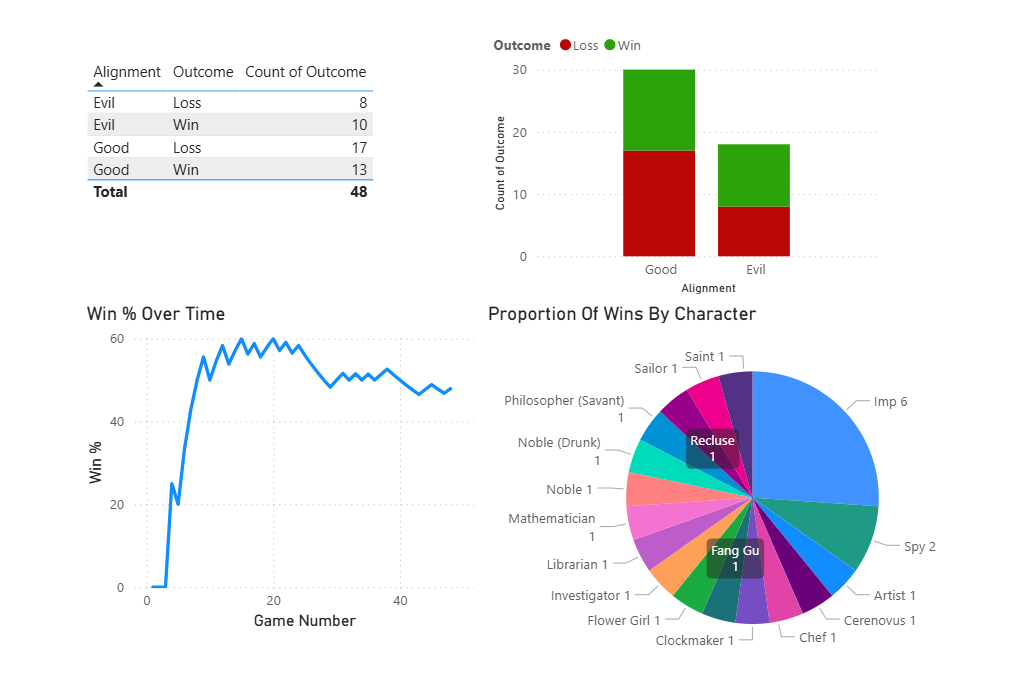 Alignment Outcome Count of Outcome
Evil Loss 8
Evil Win 10
Good Loss 17
Good Win 13
Total 48
Outcome Loss Win
30
20
10
0
Count of Outcome
Good Evil
Alignment
Win % Over Time
60
40
20
0
Win %
0 20 40
Game Number
Proportion Of Wins By Character
Saint 1
Sailor 1
Imp 6
Philosopher (Savant)
1
Recluse
1
Noble (Drunk)
1
Noble 1
Mathematician
1
Spy 2
Fang Gu
1
Librarian 1
Investigator 1
Artist 1
Flower Girl 1
Cerenovus 1
Clockmaker 1
Chef 1